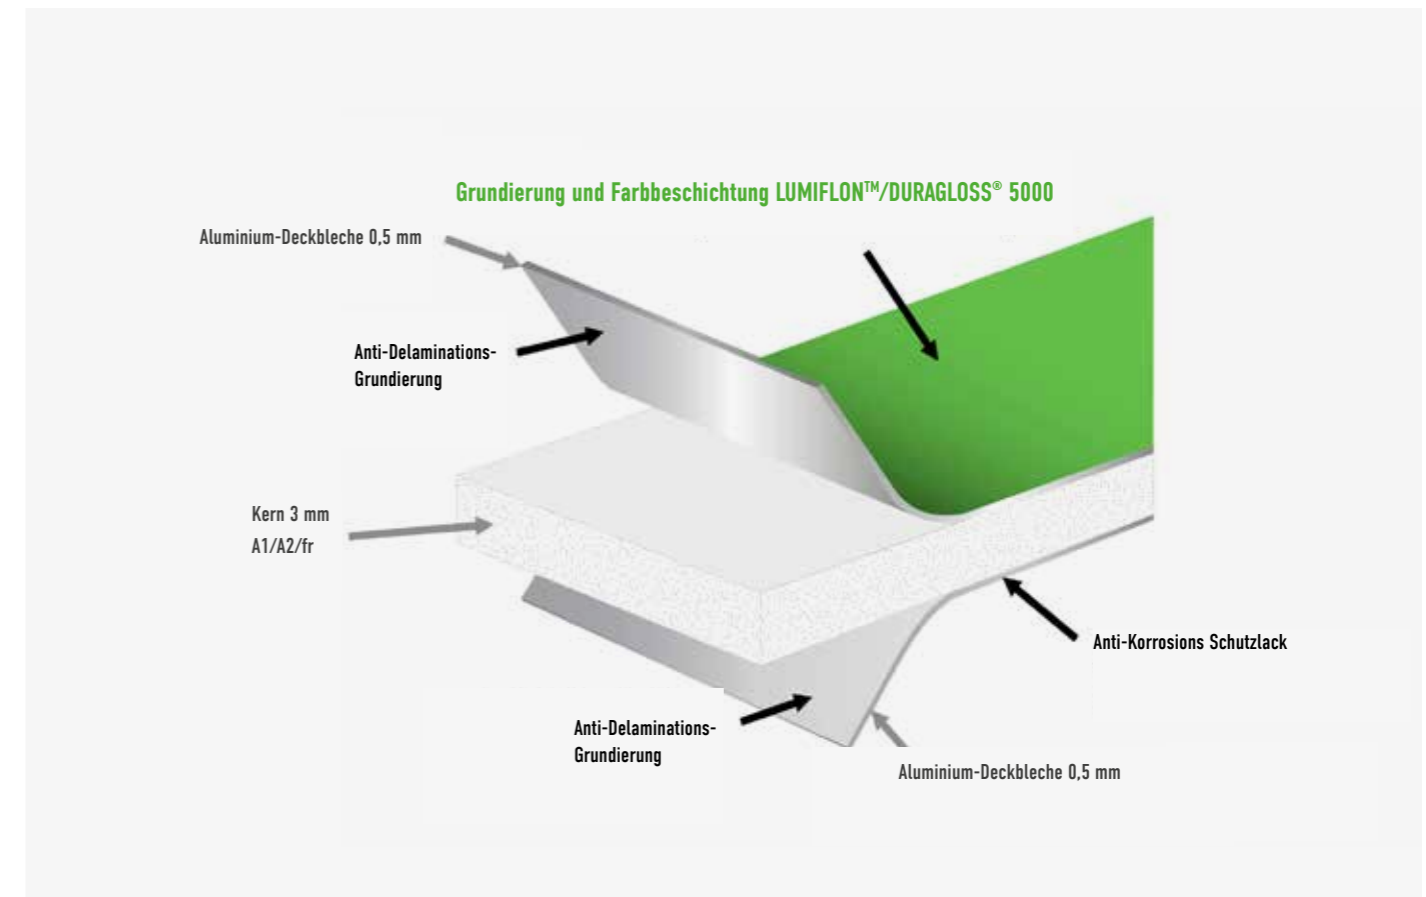 Grundierung und Farbbeschichtung LUMIFLON™/DURAGLOSS® 5000
Aluminium-Deckbleche 0,5 mm
Anti-Delaminations-
Grundierung
Kern 3 mm
A1/A2/fr
Anti-Korrosions Schutzlack
Anti-Delaminations-
Grundierung
Aluminium-Deckbleche 0,5 mm